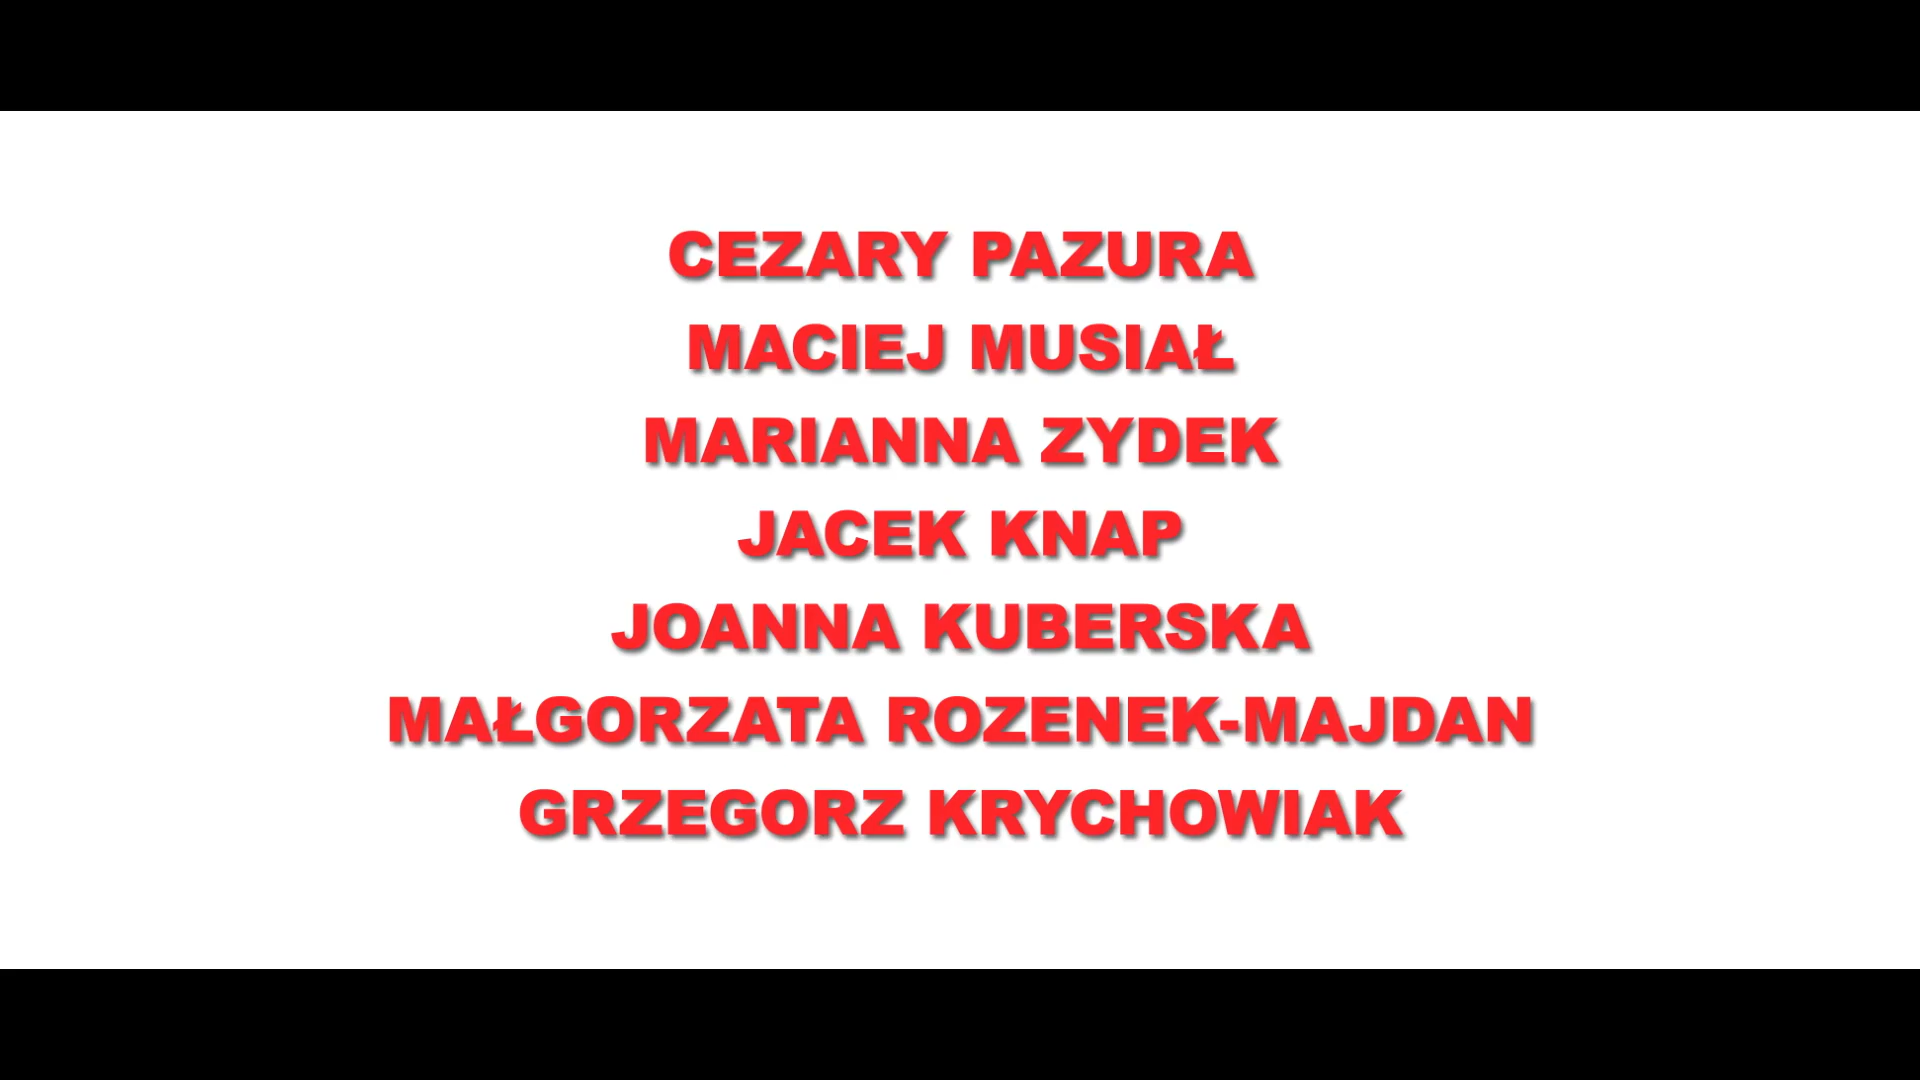 CEZARY PAZURA
MACIEJ MUSIAŁ
MARIANNA ZYDEK
JACEK KNAP
JOANNA KUBERSKA
MAŁGORZATA ROZENEK-MAJDAN
GRZEGORZ KRYCHOWIAK